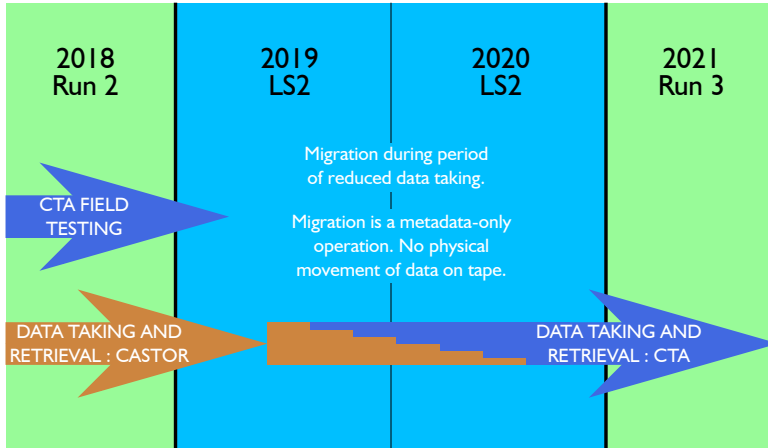 2018
Run 2
2019
LS2
2020
LS2
2021
Run 3
Migration during period
of reduced data taking.
Migration is a metadata-only
operation. No physical
movement of data on tape.
CTA FIELD
TESTING
DATA TAKING AND
RETRIEVAL : CASTOR
DATA TAKING AND
RETRIEVAL : CTA